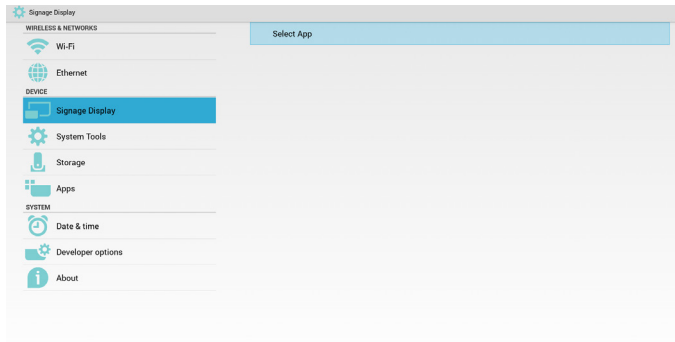 Signage Display
WIRELESS & NETWORKS
Wi-Fi
Ethernet
DEVICE
Signage Display
System Tools
Storage
Apps
SYSTEM
Date & time
Developer options
About
Select App